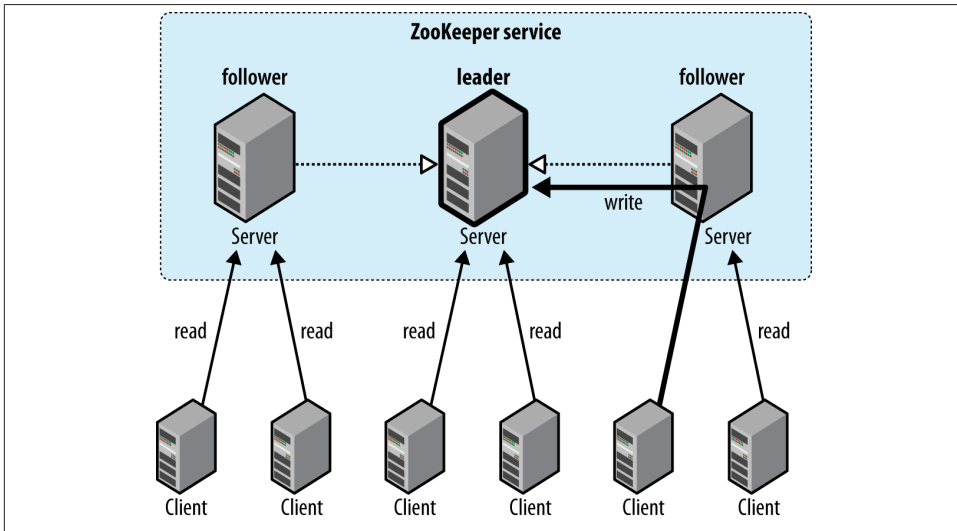 ZooKeeper service
follower
leader
follower
write
Server
Server
Server
read
read
read
read
read
Client
Client
Client
Client
Client
Client